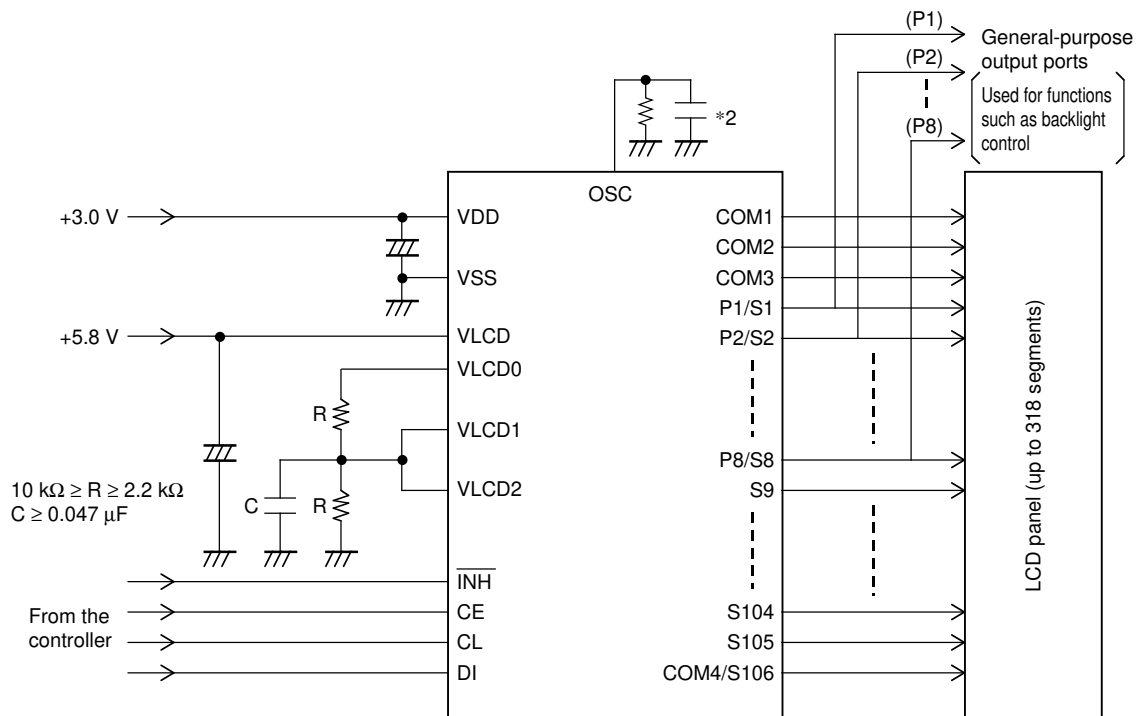 (P1)
General-purpose
output ports
(P2)
Used for functions
such as backlight
control
(P8)
*2
OSC
+3.0 V
VDD
COM1
COM2
VSS
COM3
P1/S1
+5.8 V
VLCD
P2/S2
VLCD0
R
VLCD1
P8/S8
10 kΩ ≥ R ≥ 2.2 kΩ
C ≥ 0.047 μF
C
R
VLCD2
S9
LCD panel (up to 318 segments)
INH
From the
controller
CE
S104
CL
S105
DI
COM4/S106